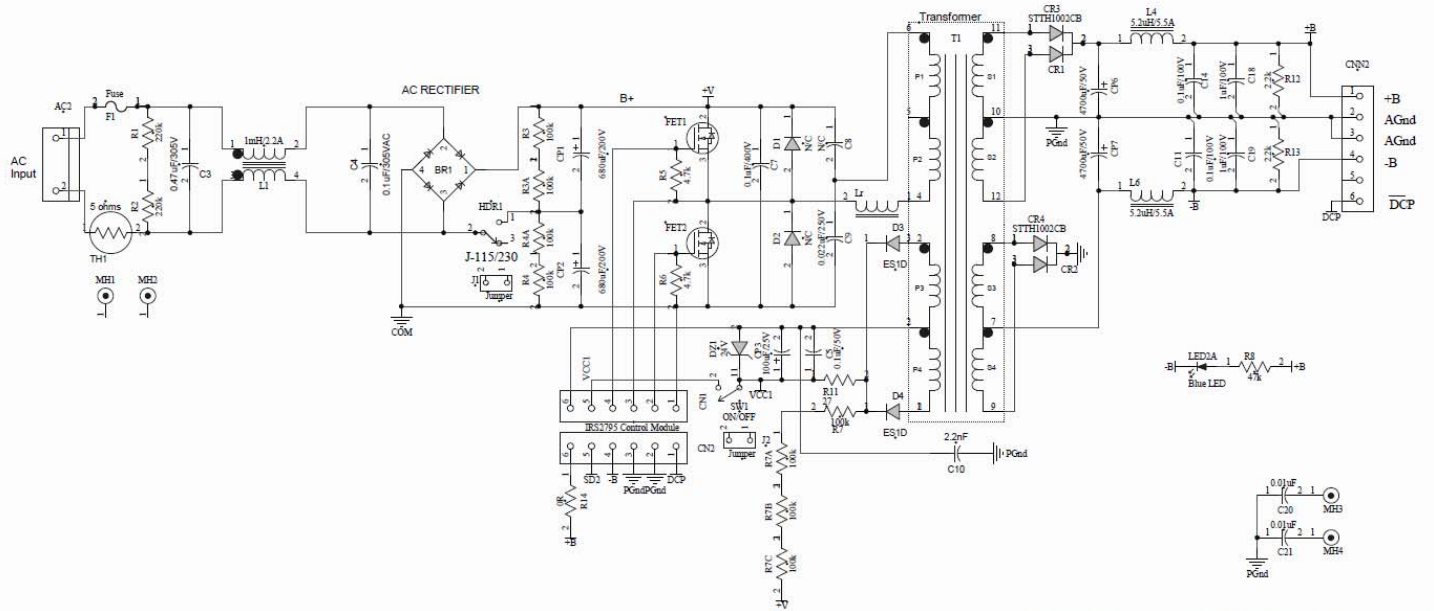 Transformer
T1
CR3
STTH1002CB
CR1
L4
5.2uH/5.5A
+B
CNN2
AC2
Fuse
F1
AC RECTIFIER
B+
+V
AC
Input
R1
220k
R2
220k
0.47uF/305V
C3
1mH/2.2A
L1
C4
0.1uF/305VAC
BR1
R3
100k
R3A
100k
CP1
680uF/200V
HDR1
J-115/230
R4A
100k
R4
100k
CP2
680uF/200V
J1
Jumper
5 ohms
TH1
MH1
MH2
COM
FET1
R5
4.7k
FET2
R6
4.7k
C7
D1
N/C
C8
N/C
D2
N/C
C9
0.022uF/250V
Lr
D3
ES1D
P1
P2
P3
P4
S1
S2
S3
S4
CR4
STTH1002CB
CR2
CP6
4700uF/50V
CP7
4700uF/50V
PGnd
C14
0.1uF/100V
C18
1uF/100V
R12
2.2k
C11
0.1uF/100V
C19
1uF/100V
R13
2.2k
L6
5.2uH/5.5A
-B
+B
AGnd
AGnd
-B
DCP
DCP
DZ1
24V
CP3
100uF/25V
C5
0.1uF/50V
VCC1
R11
27
VCC1
CN1
SW1
ON/OFF
D4
ES1D
100k
R7
IRS2795 Control Module
CN2
J2
Jumper
R7A
100k
R7B
100k
R7C
100k
+V
2.2nF
C10
PGnd
SD2
-B
PGnd
PGnd
DCP
0R
R14
+B
-B
LED2A
Blue LED
R8
47k
+B
0.01uF
C20
MH3
0.01uF
C21
MH4
PGnd